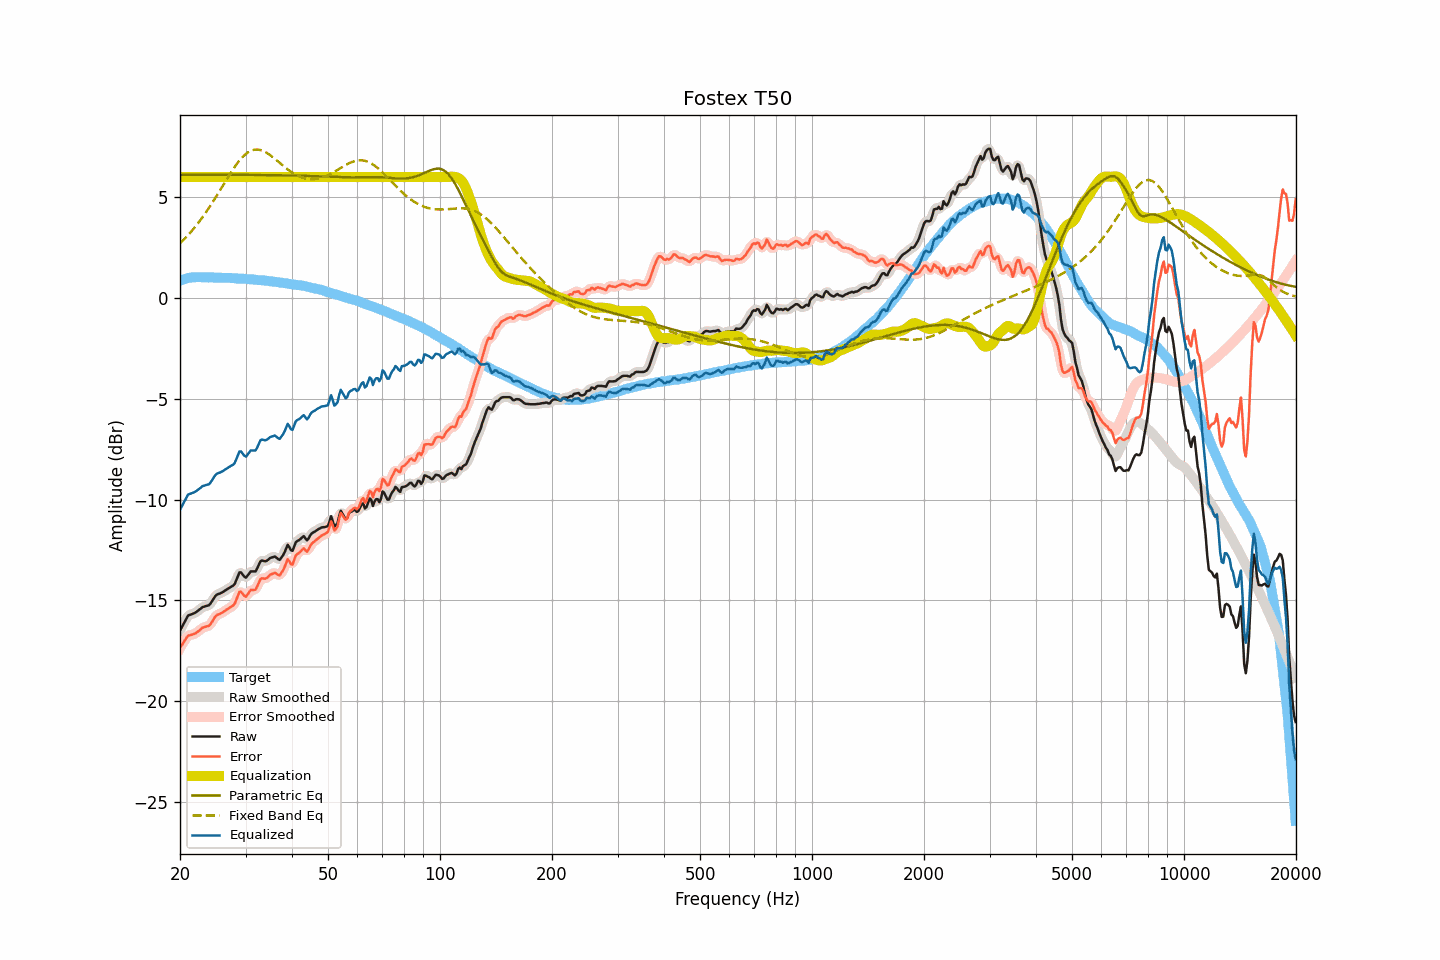 Fostex T50
Amplitude (dBr)
5
0
−5
−10
−15
−20
−25
Target
Raw Smoothed
Error Smoothed
Raw
Error
Equalization
Parametric Eq
Fixed Band Eq
Equalized
20 50 100 200 500 1000 2000 5000 10000 20000
Frequency (Hz)